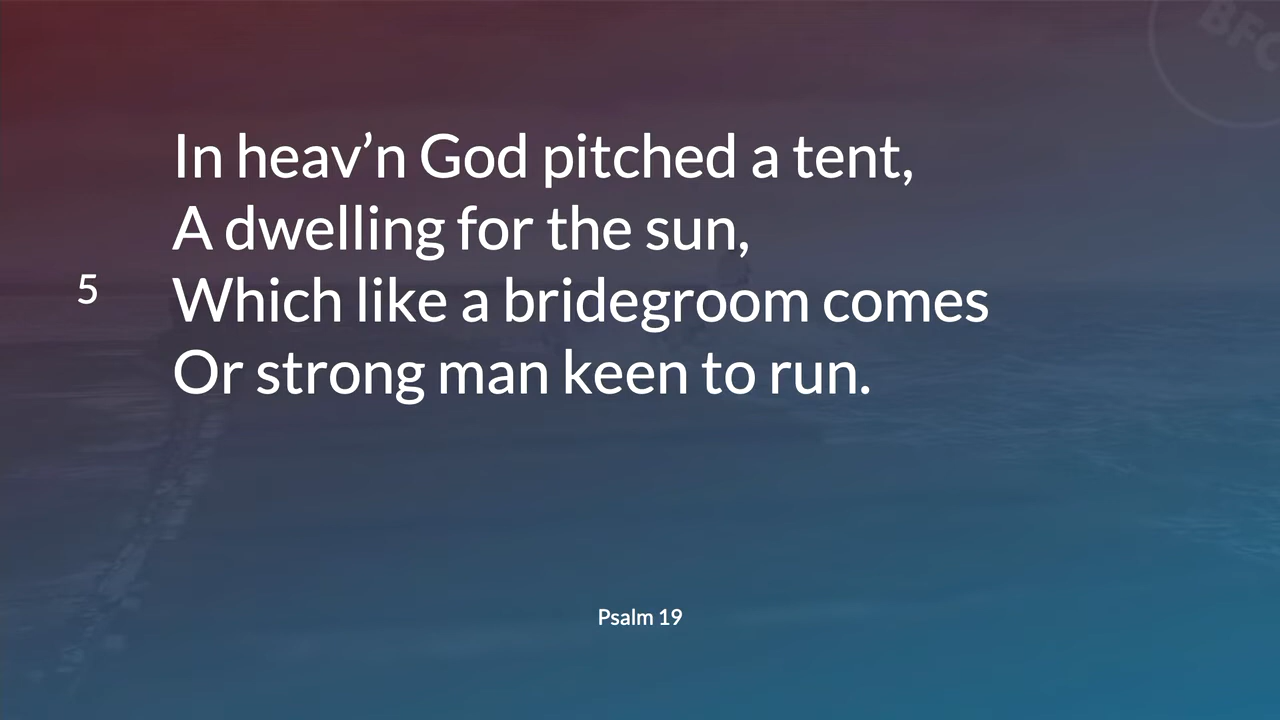 In heav’n God pitched a tent,
A dwelling for the sun,
5 Which like a bridegroom comes
Or strong man keen to run.
Psalm 19